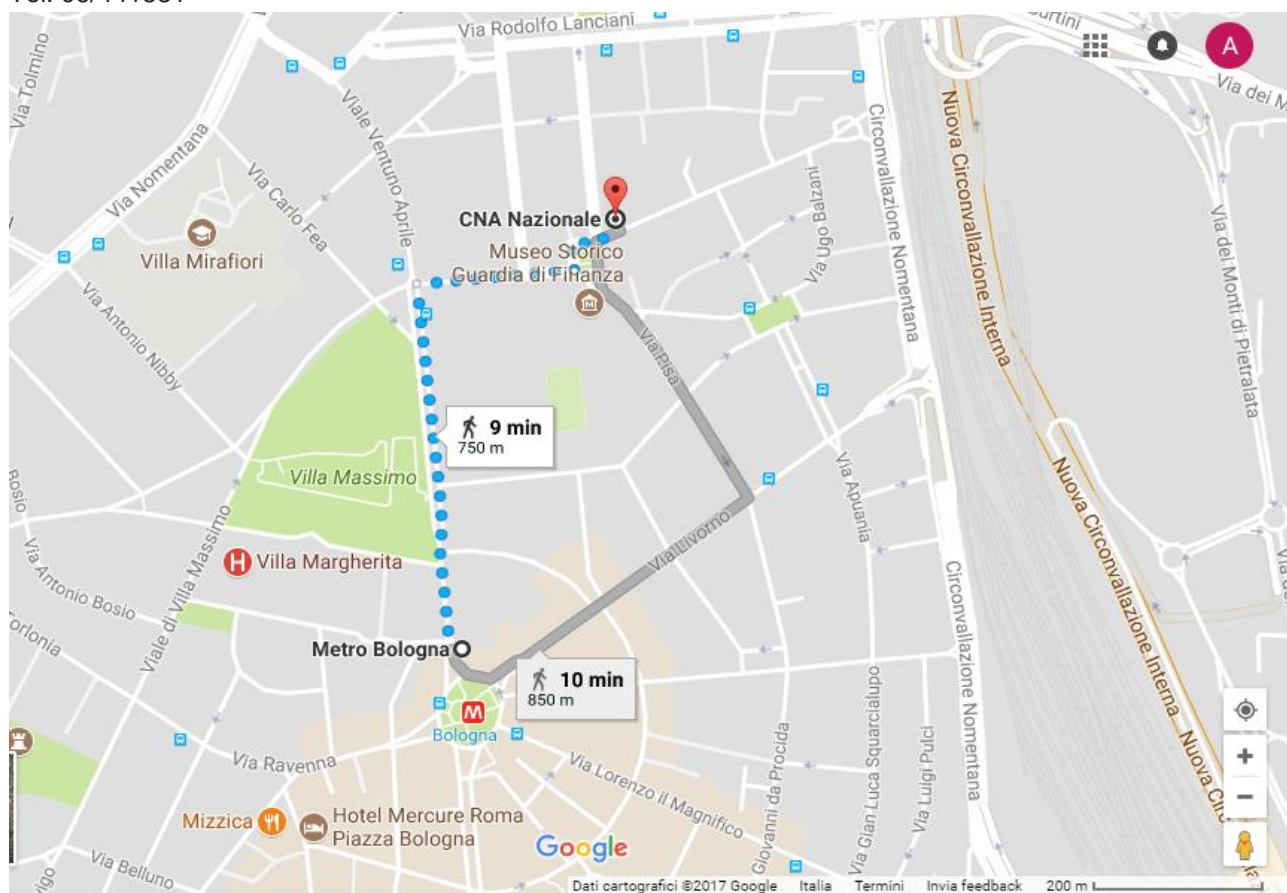 Via Rodolfo Lanciani
A
Via Tolmino
Via Nomentana
Viale Ventuno Aprile
Via Carlo Fea
Circonvallazione Nomentana
Nuova Circonvallazione Interna
Via dei M
Via Ugo Balzani
Via dei Monti di Pietralata
CNA Nazionale
Museo Storico
Guardia di Finanza
Villa Mirafiori
Via Antonio Nibby
Via Pisa
9 min
750 m
Villa Massimo
Via Apuania
Nuova Circonvallazione Interna
Bosio
Via Antonio Bosio
Viale di Villa Massimo
H Villa Margherita
Via Livorno
Circonvallazione Nomentana
Metro Bologna
10 min
850 m
M
Bologna
Via Ravenna
Via Lorenzo il Magnifico
Giovanni da Procida
Via Gian Luca Squarcialupo
Via Luigi Pulci
Mizzica
Hotel Mercure Roma
Piazza Bologna
Google
Via Belluno
Dati cartografici ©2017 Google Italia Termini Invia feedback 200 m